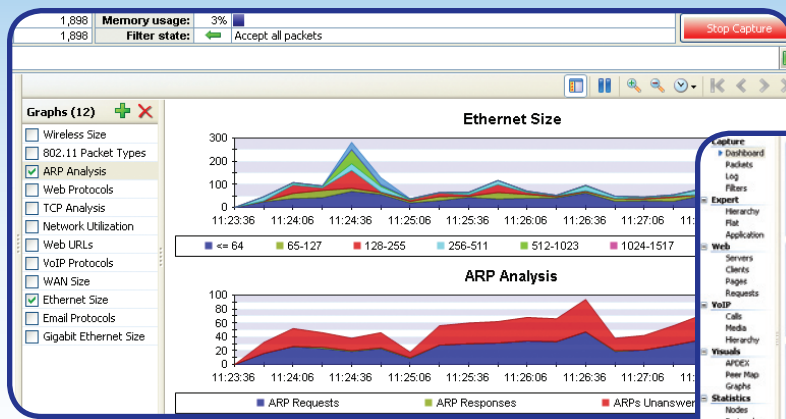 1,898 Memory usage: 3%
1,898 Filter state: Accept all packets
Stop Capture
Graphs (12)
Wireless Size
802.11 Packet Types
ARP Analysis
Web Protocols
TCP Analysis
Network Utilization
Web URLs
VoIP Protocols
WAN Size
Ethernet Size
Email Protocols
Gigabit Ethernet Size
Ethernet Size
300
200
100
0
11:23:36 11:24:06 11:24:36 11:25:06 11:25:36 11:26:06 11:26:36 11:27:06 11:27
<= 64 65-127 128-255 256-511 512-1023 1024-1517
ARP Analysis
100
80
60
40
20
0
11:23:36 11:24:06 11:24:36 11:25:06 11:25:36 11:26:06 11:26:36 11:27:06 11:27
ARP Requests ARP Responses ARPs Unanswer
Capture
Dashboard
Packets
Log
Filters
Expert
Hierarchy
Flat
Application
Web
Servers
Clients
Pages
Requests
VoIP
Calls
Media
Hierarchy
Visuals
APDEX
Peer Map
Graphs
Statistics
Nodes